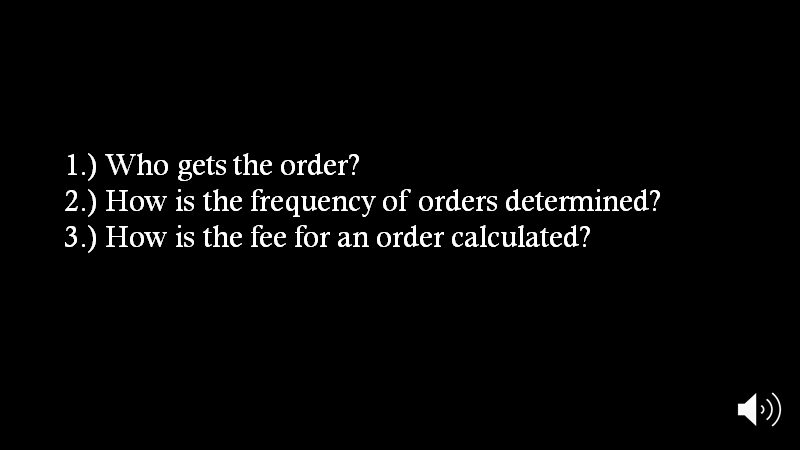 1.) Who gets the order?
2.) How is the frequency of orders determined?
3.) How is the fee for an order calculated?